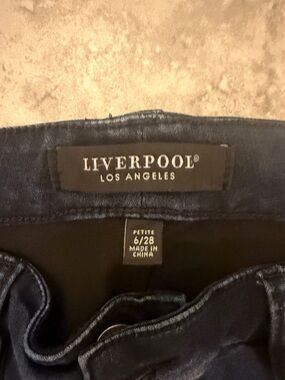 LIVERPOOL®
LOS ANGELES
PETITE
6/28
MADE IN
CHINA